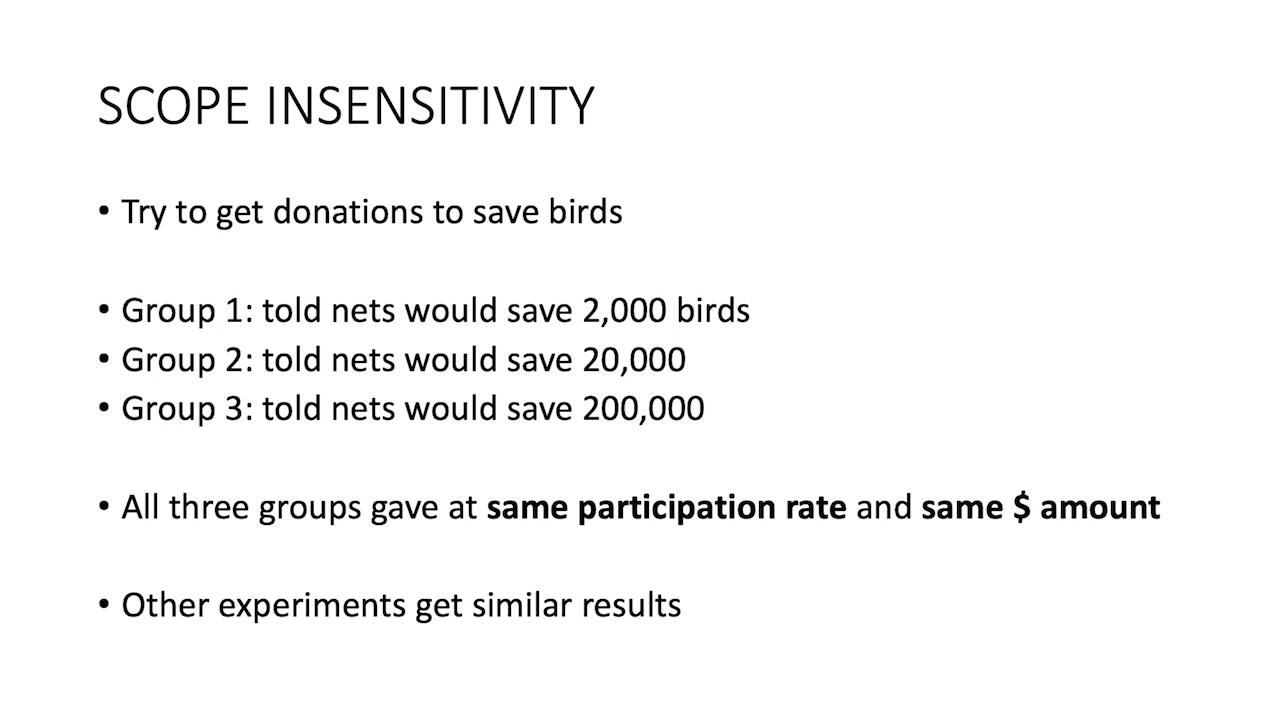 SCOPE INSENSITIVITY
• Try to get donations to save birds
• Group 1: told nets would save 2,000 birds
• Group 2: told nets would save 20,000
• Group 3: told nets would save 200,000
• All three groups gave at same participation rate and same $ amount
• Other experiments get similar results